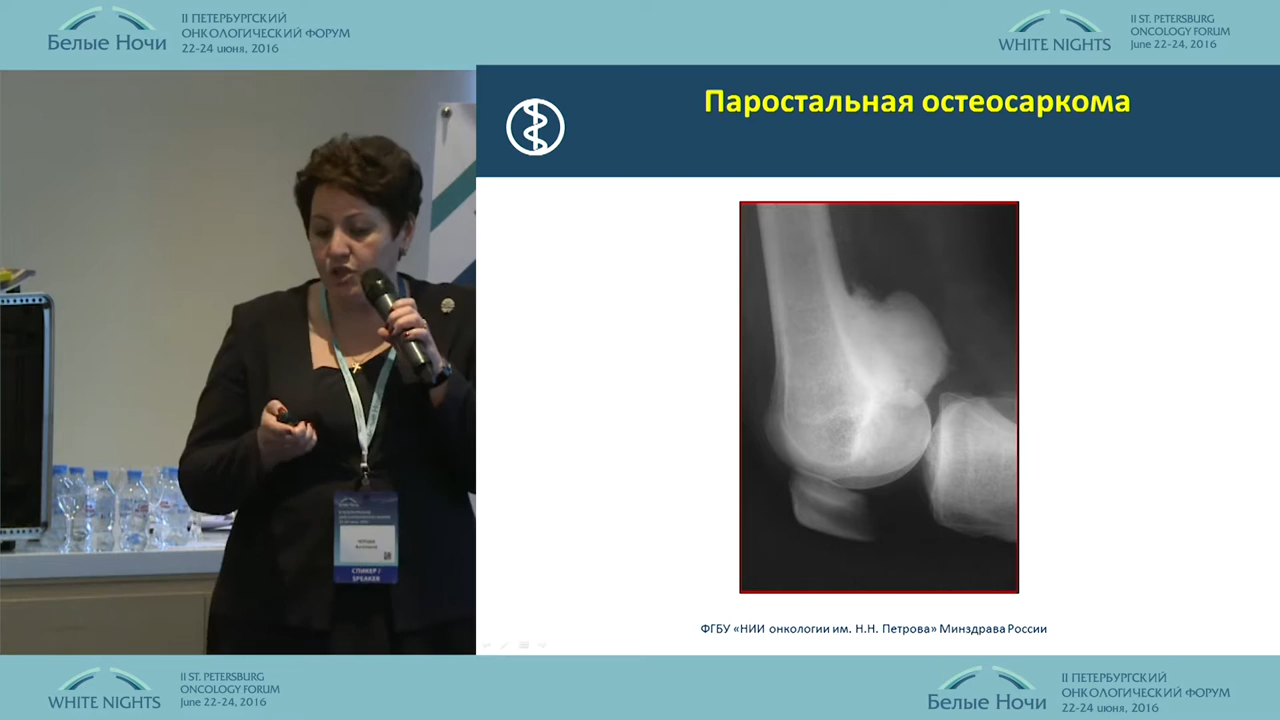 II ПЕТЕРБУРГСКИЙ
ОНКОЛОГИЧЕСКИЙ ФОРУМ
Белые Ночи
22-24 июня, 2016
II ST. PETERSBURG
ONCOLOGY FORUM
WHITE NIGHTS
June 22-24, 2016
Паростальная остеосаркома
СПИКЕР /
SPEAKER
ФГБУ «НИИ онкологии им. Н.Н. Петрова» Минздрава России
II ST. PETERSBURG
ONCOLOGY FORUM
WHITE NIGHTS
June 22-24, 2016
II ПЕТЕРБУРГСКИЙ
ОНКОЛОГИЧЕСКИЙ ФОРУМ
Белые Ночи
22-24 июня, 2016